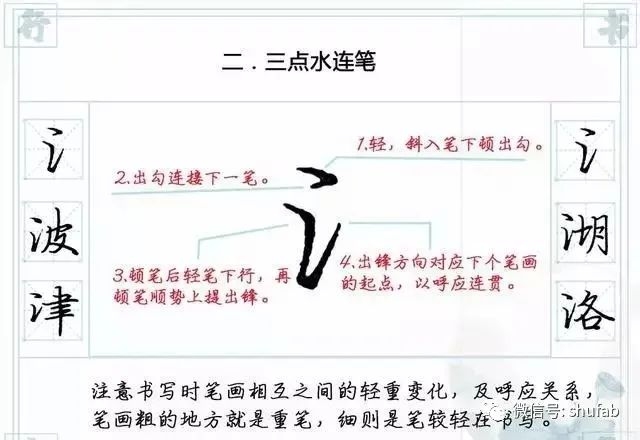 行
书
二．三点水连笔
1.轻，斜入笔下顿出勾。
2.出勾连接下一笔。
氵
氵
波
湖
3.顿笔后轻笔下行，再
顿笔顺势上提出锋。
4.出锋方向对应下个笔画
的起点，以呼应连贯。
氵
津
洛
注意书写时笔画相互之间的轻重变化，及呼应关系，
笔画粗的地方就是重笔，细则是笔较轻在书写。
微信号: shufab